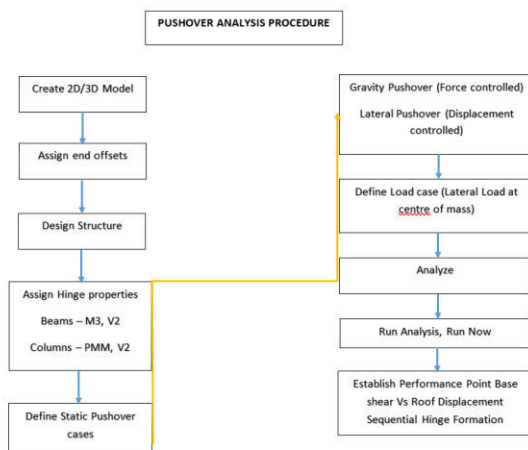 PUSHOVER ANALYSIS PROCEDURE
Create 2D/3D Model
Assign end offsets
Design Structure
Assign Hinge properties
Beams – M3, V2
Columns – PMM, V2
Define Static Pushover
cases
Gravity Pushover (Force controlled)
Lateral Pushover (Displacement
controlled)
Define Load case (Lateral Load at
centre of mass)
Analyze
Run Analysis, Run Now
Establish Performance Point Base
shear Vs Roof Displacement
Sequential Hinge Formation